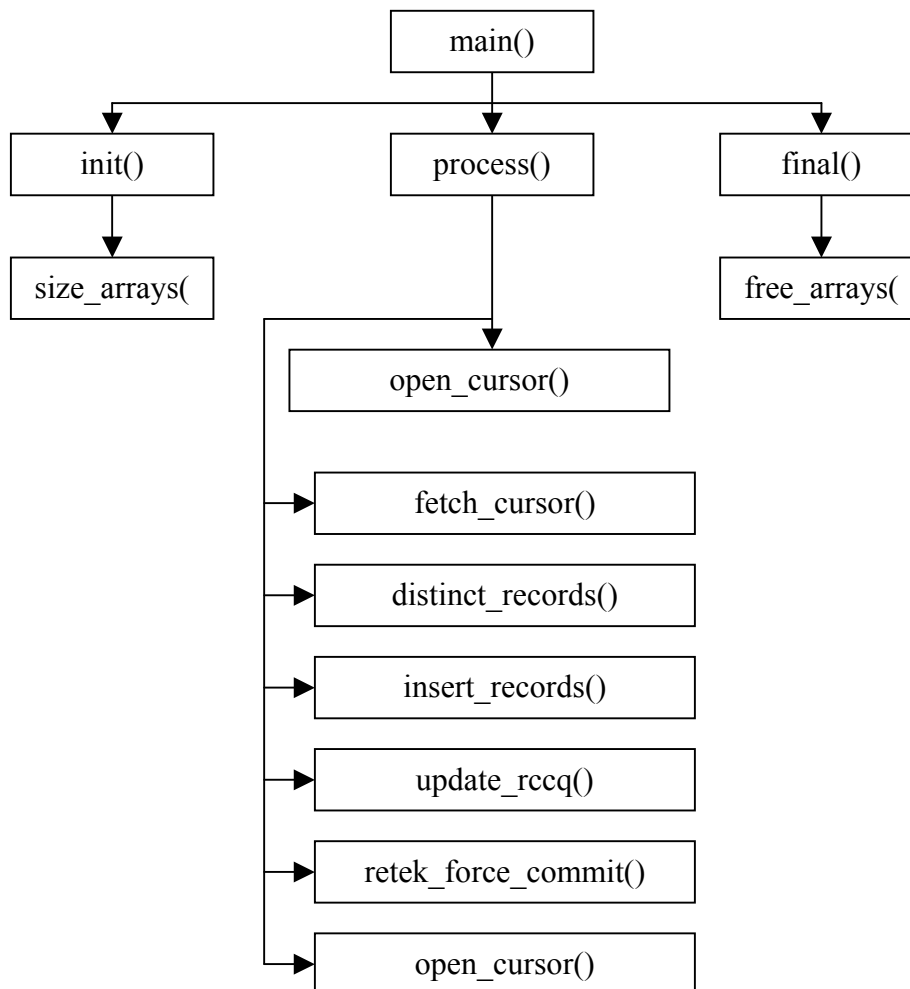 main()
init()
process()
final()
size_arrays(
free_arrays(
open_cursor()
fetch_cursor()
distinct_records()
insert_records()
update_rccq()
retek_force_commit()
open_cursor()